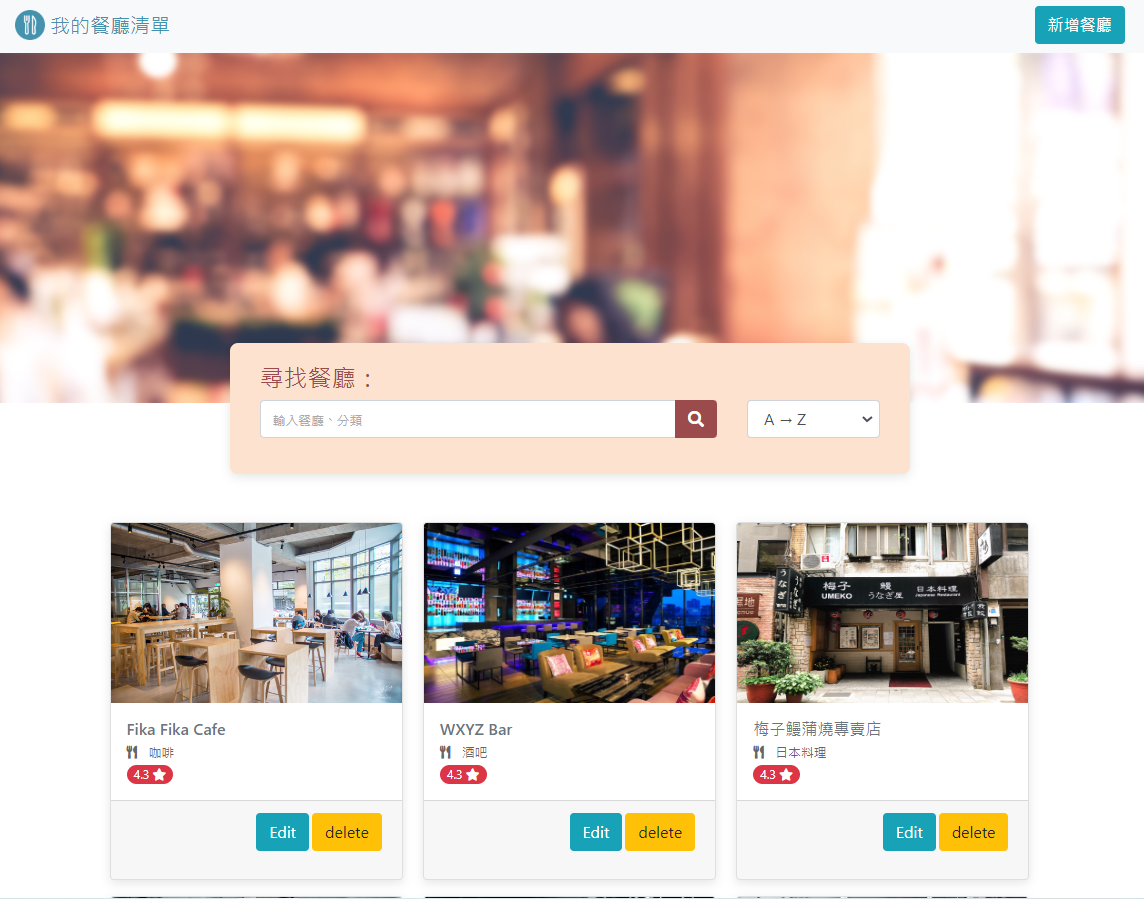 我的餐廳清單
新增餐廳
尋找餐廳：
輸入餐廳、分類
A → Z
梅子 鰻 日本料理
UMEKO うなぎ屋 Japanese Restaurant
うなぎ
Fika Fika Cafe
咖啡
4.3
Edit delete
WXYZ Bar
酒吧
4.3
Edit delete
梅子鰻蒲燒專賣店
日本料理
4.3
Edit delete